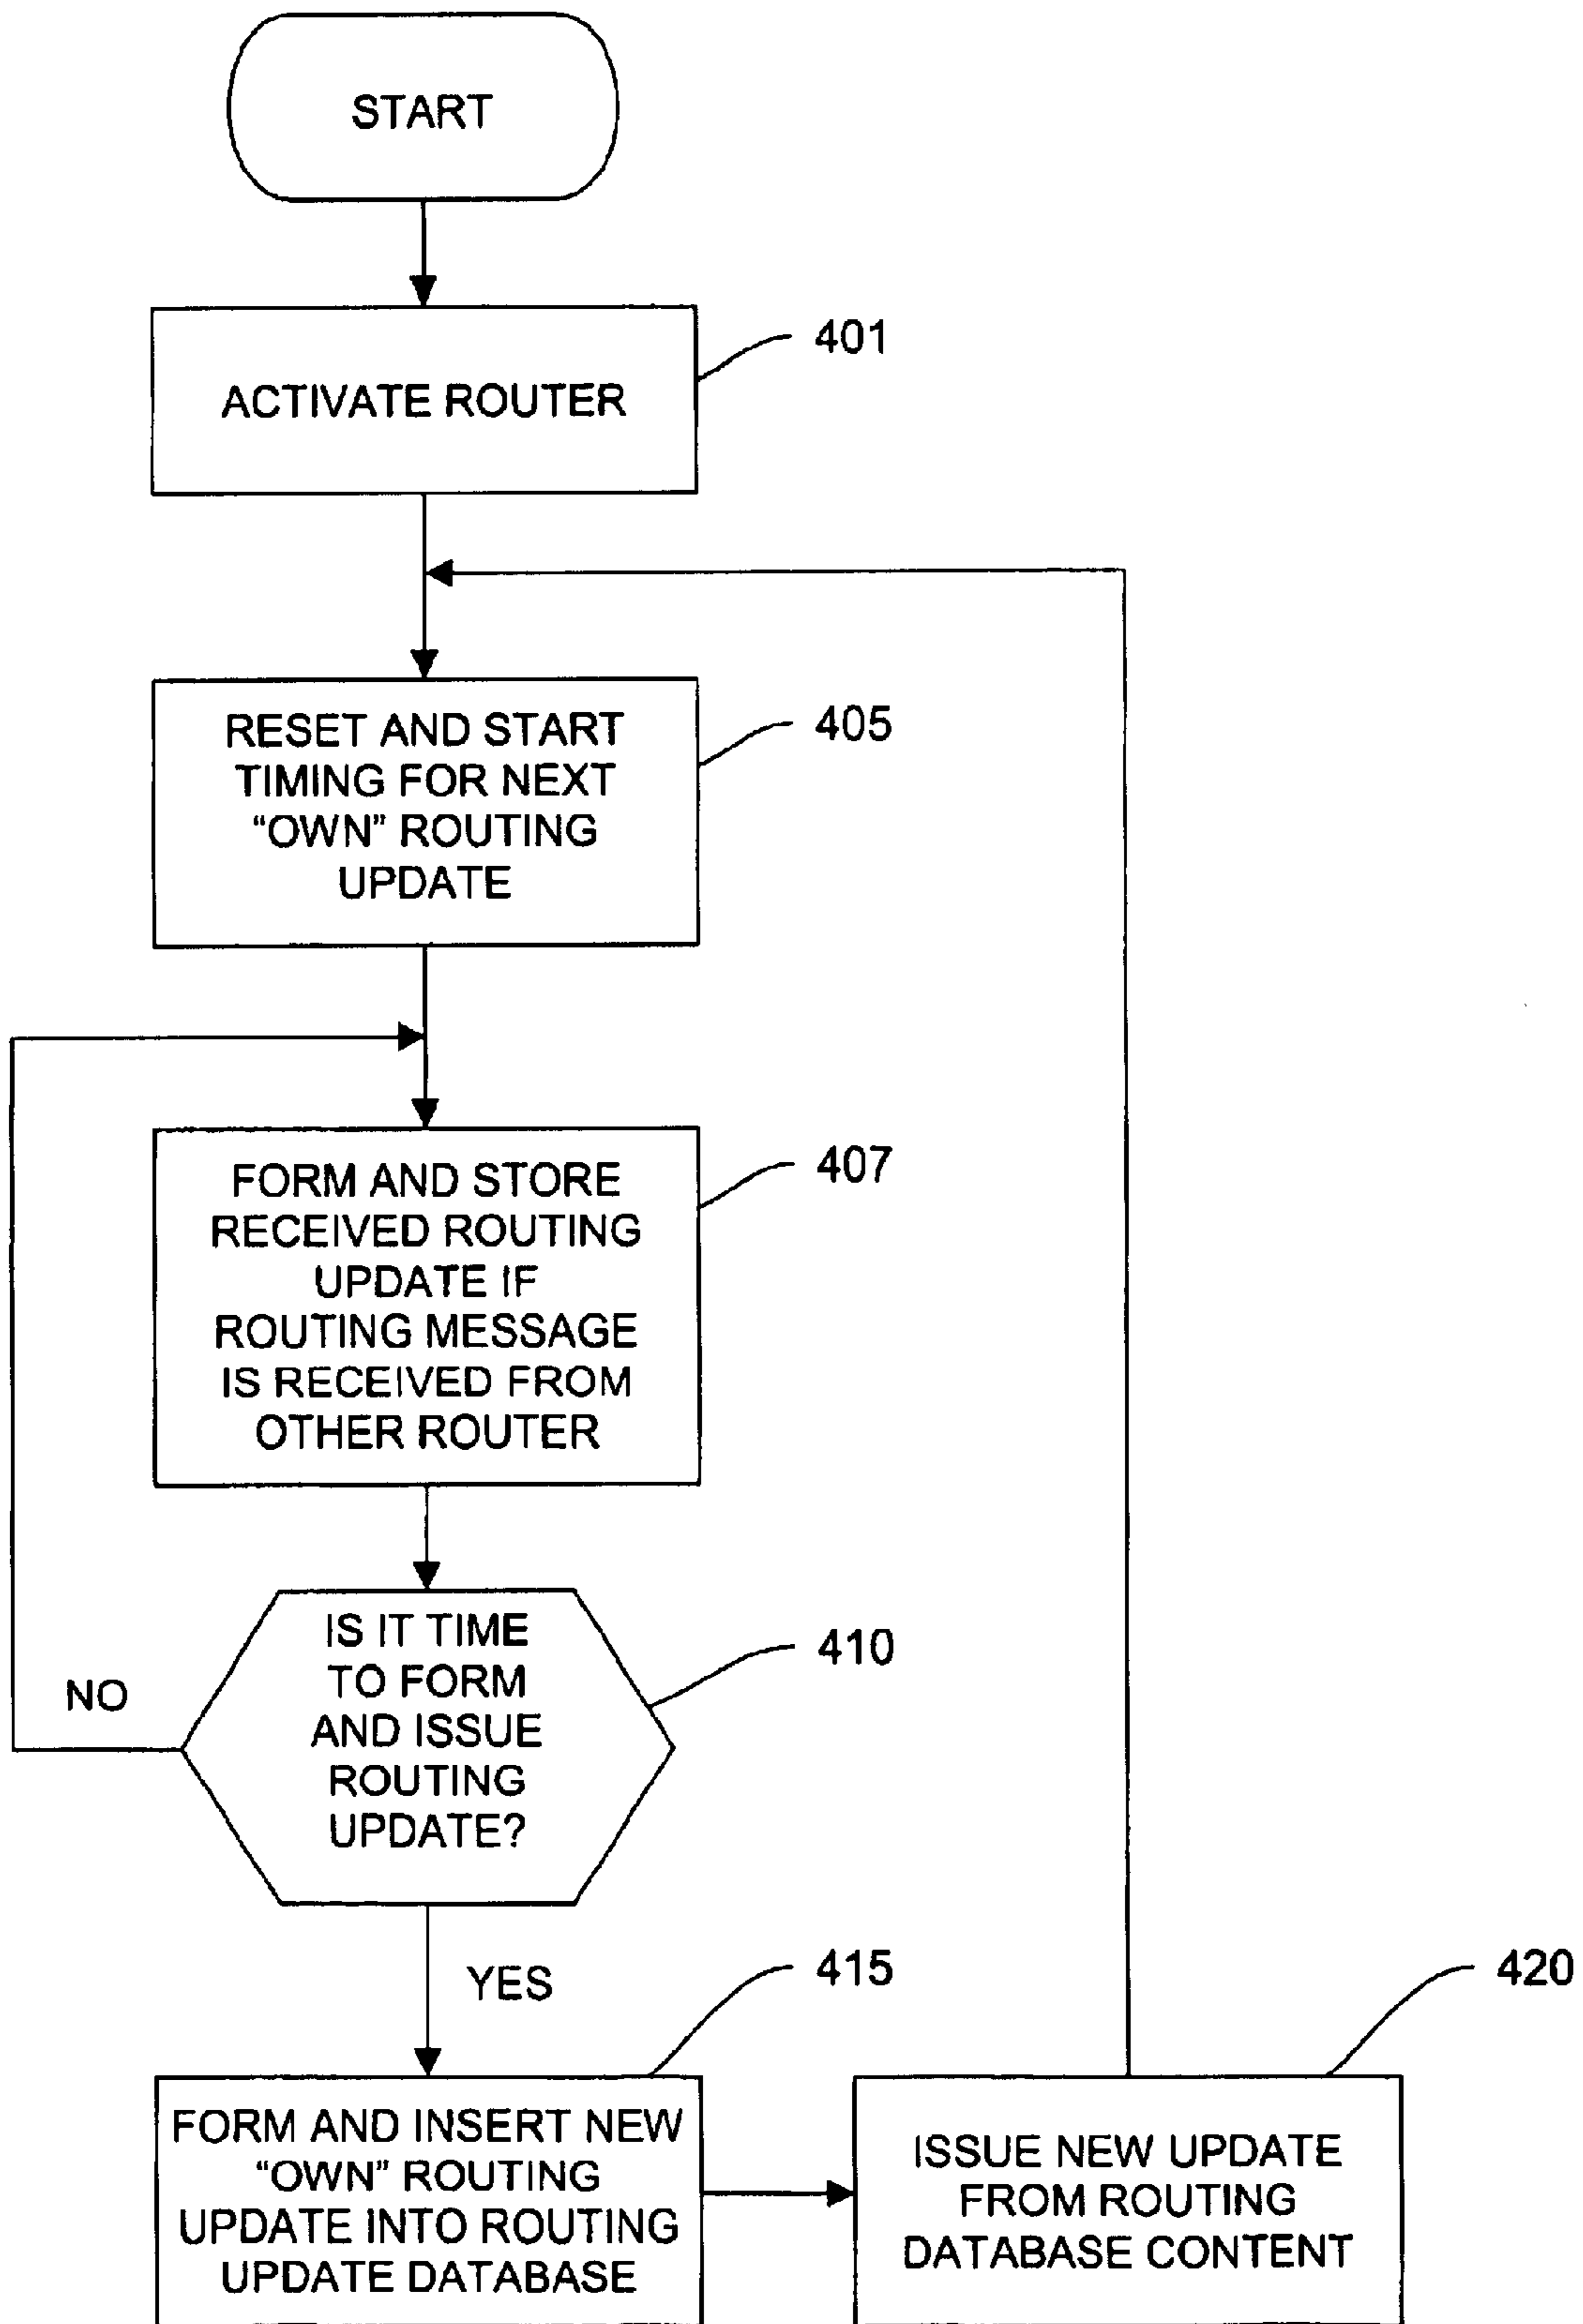 START
ACTIVATE ROUTER
401
RESET AND START
TIMING FOR NEXT
“OWN” ROUTING
UPDATE
405
FORM AND STORE
RECEIVED ROUTING
UPDATE IF
ROUTING MESSAGE
IS RECEIVED FROM
OTHER ROUTER
407
IS IT TIME
TO FORM
AND ISSUE
ROUTING
UPDATE?
410
NO
YES
415
420
FORM AND INSERT NEW
“OWN” ROUTING
UPDATE INTO ROUTING
UPDATE DATABASE
ISSUE NEW UPDATE
FROM ROUTING
DATABASE CONTENT